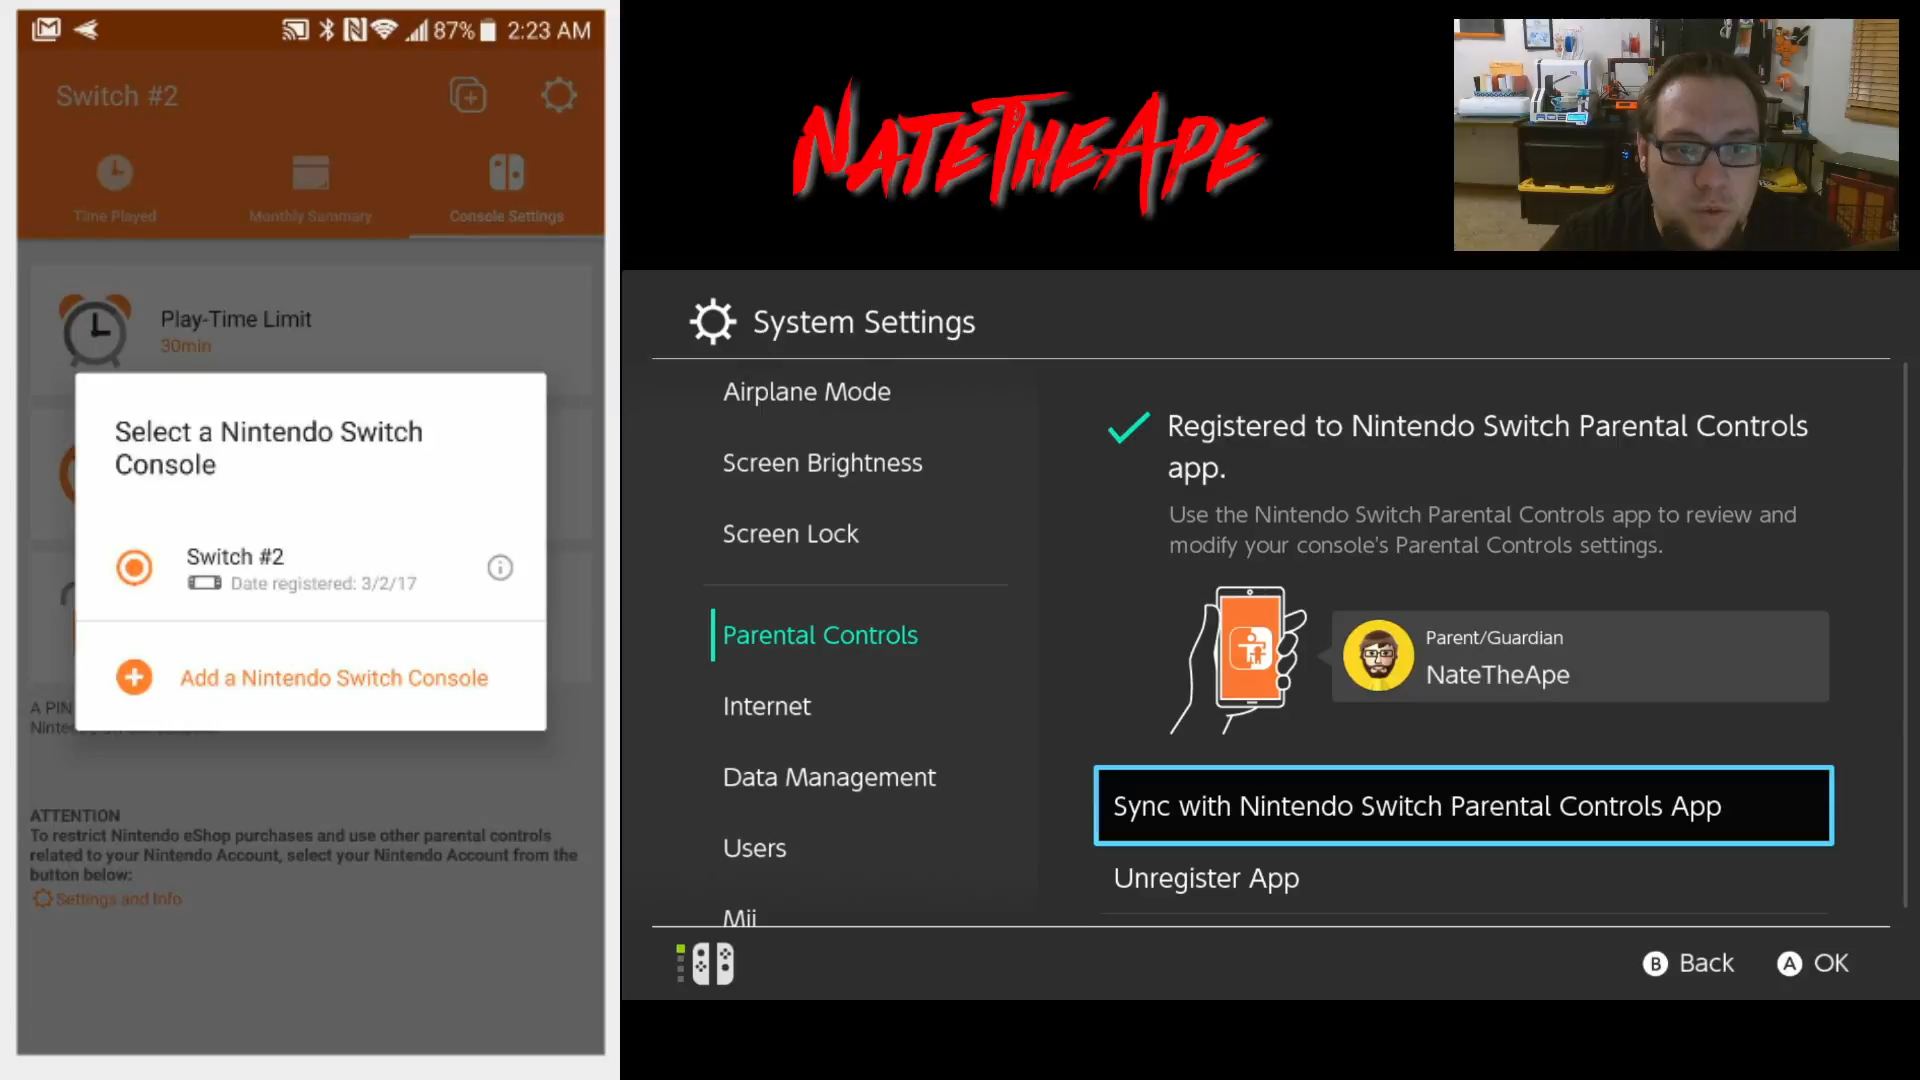 87% 2:23 AM
Switch #2
Time Played
Monthly Summary
Console Settings
Play-Time Limit
30min
Select a Nintendo Switch
Console
Switch #2
Date registered: 3/2/17
Add a Nintendo Switch Console
A PIN
ATTENTION
To restrict Nintendo eShop purchases and use other parental controls
related to your Nintendo Account, select your Nintendo Account from the
button below:
Settings and Info
NATETHEAPE
System Settings
Airplane Mode
Screen Brightness
Screen Lock
Parental Controls
Internet
Data Management
Users
Mii
Registered to Nintendo Switch Parental Controls
app.
Use the Nintendo Switch Parental Controls app to review and
modify your console's Parental Controls settings.
Parent/Guardian
NateTheApe
Sync with Nintendo Switch Parental Controls App
Unregister App
B Back
A OK